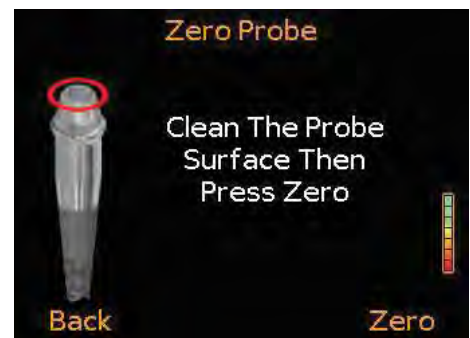 Zero Probe
Clean The Probe
Surface Then
Press Zero
Back
Zero